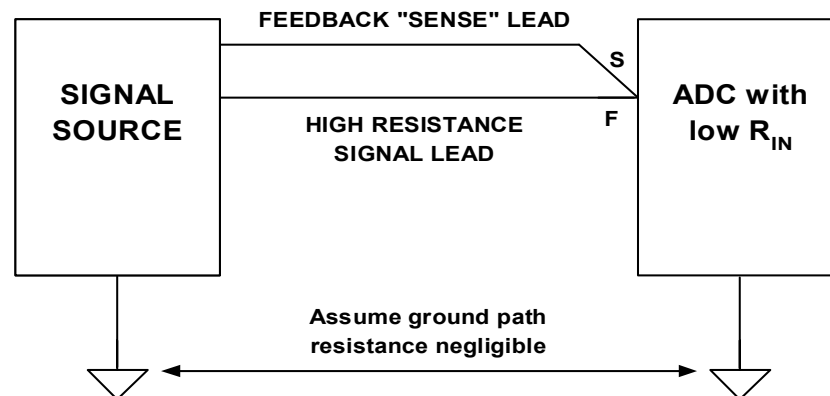 FEEDBACK "SENSE" LEAD
SIGNAL
SOURCE
S
F
HIGH RESISTANCE
SIGNAL LEAD
ADC with
low R_IN
Assume ground path
resistance negligible